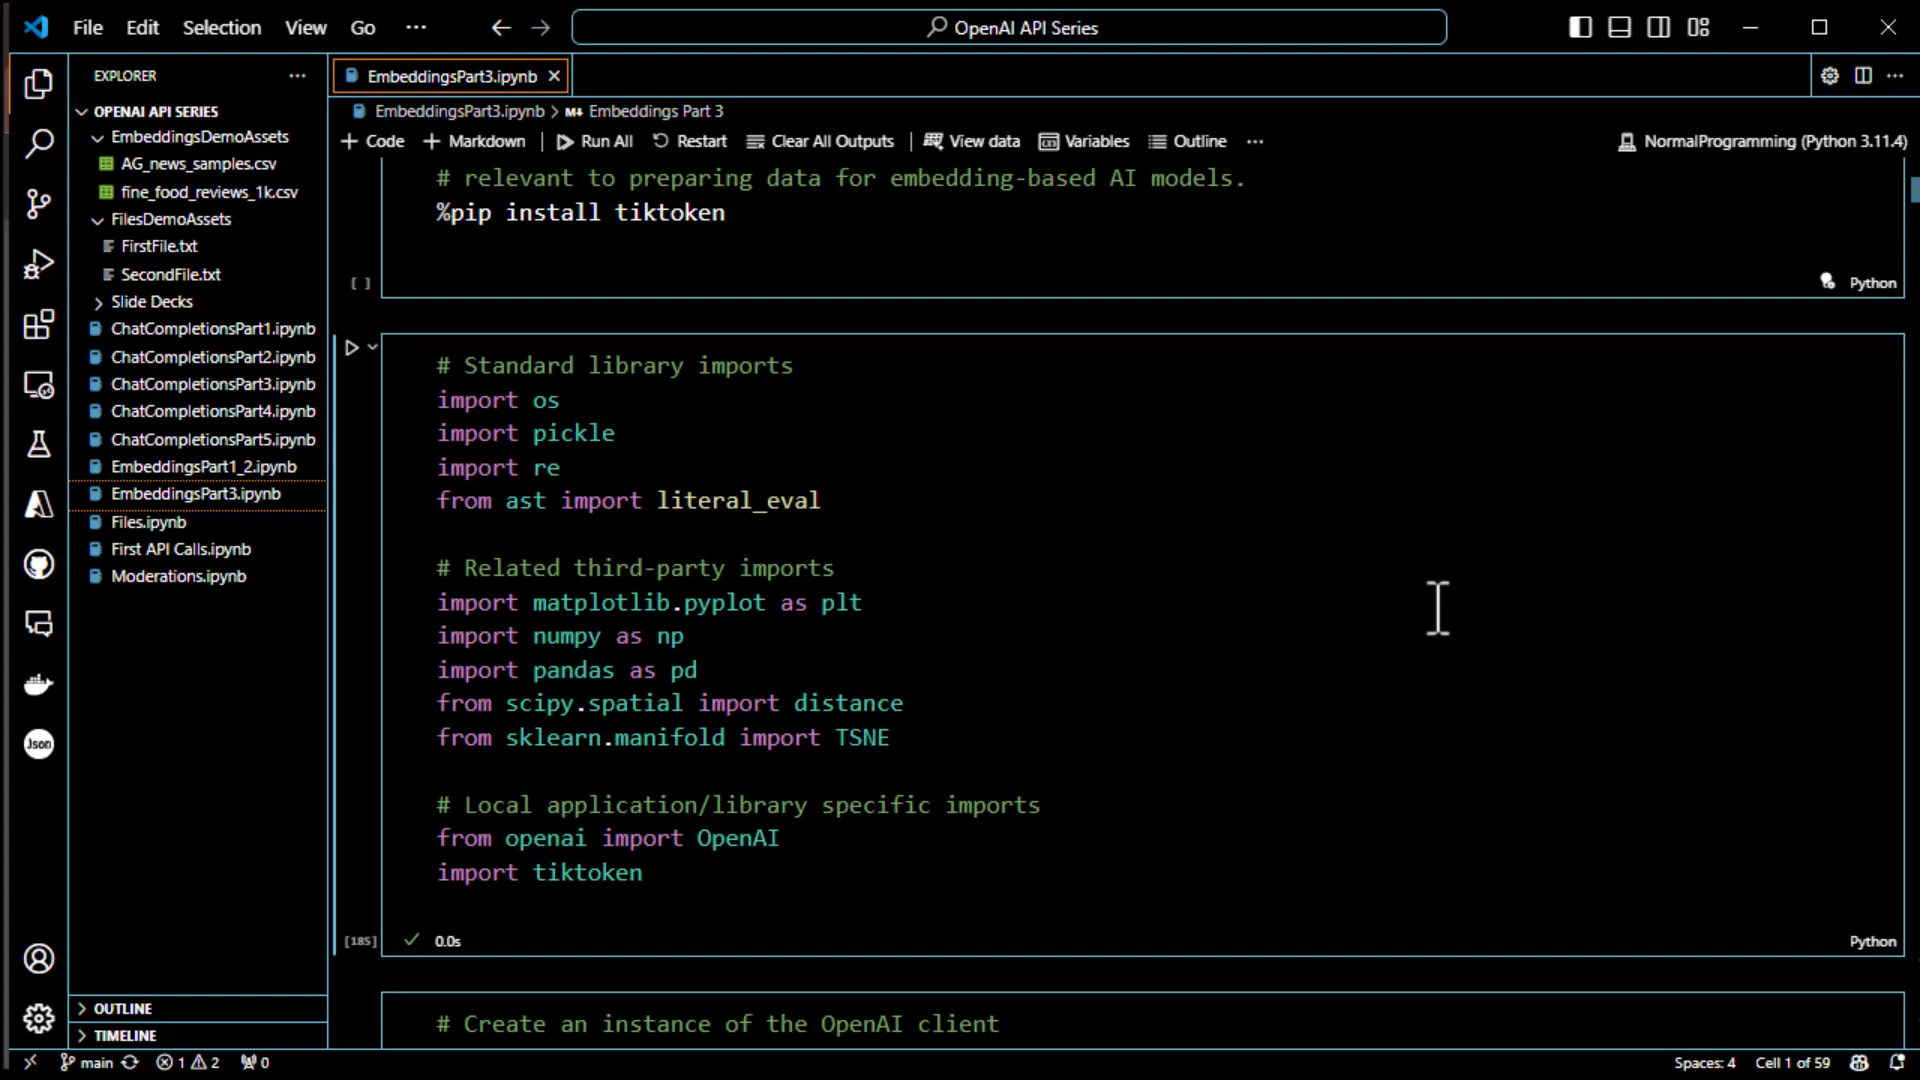 File Edit Selection View Go ··· OpenAI API Series
EXPLORER ···
OPENAI API SERIES
EmbeddingsDemoAssets
AG_news_samples.csv
fine_food_reviews_1k.csv
FilesDemoAssets
FirstFile.txt
SecondFile.txt
Slide Decks
ChatCompletionsPart1.ipynb
ChatCompletionsPart2.ipynb
ChatCompletionsPart3.ipynb
ChatCompletionsPart4.ipynb
ChatCompletionsPart5.ipynb
EmbeddingsPart1_2.ipynb
EmbeddingsPart3.ipynb
Files.ipynb
First API Calls.ipynb
Moderations.ipynb
OUTLINE
TIMELINE
Json
EmbeddingsPart3.ipynb
EmbeddingsPart3.ipynb > M↓ Embeddings Part 3
+ Code + Markdown Run All Restart Clear All Outputs View data Variables Outline ··· NormalProgramming (Python 3.11.4)
# relevant to preparing data for embedding-based AI models.
%pip install tiktoken
[ ] Python
# Standard library imports
import os
import pickle
import re
from ast import literal_eval
# Related third-party imports
import matplotlib.pyplot as plt
import numpy as np
import pandas as pd
from scipy.spatial import distance
from sklearn.manifold import TSNE
# Local application/library specific imports
from openai import OpenAI
import tiktoken
[185] ✓ 0.0s Python
# Create an instance of the OpenAI client
main 1 2 0 Spaces: 4 Cell 1 of 59